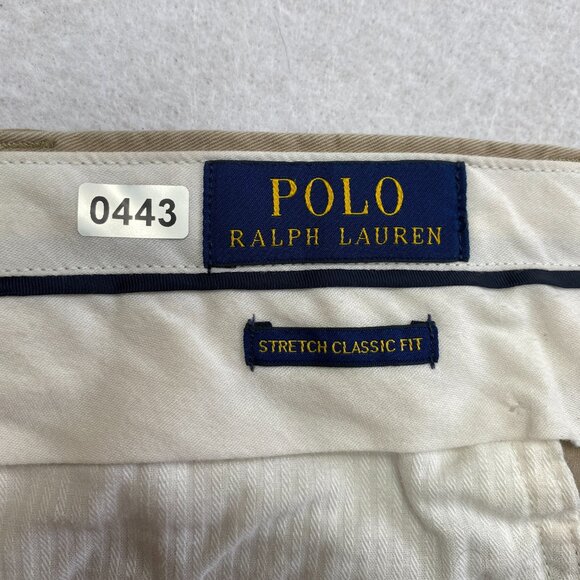 0443
POLO
RALPH LAUREN
STRETCH CLASSIC FIT